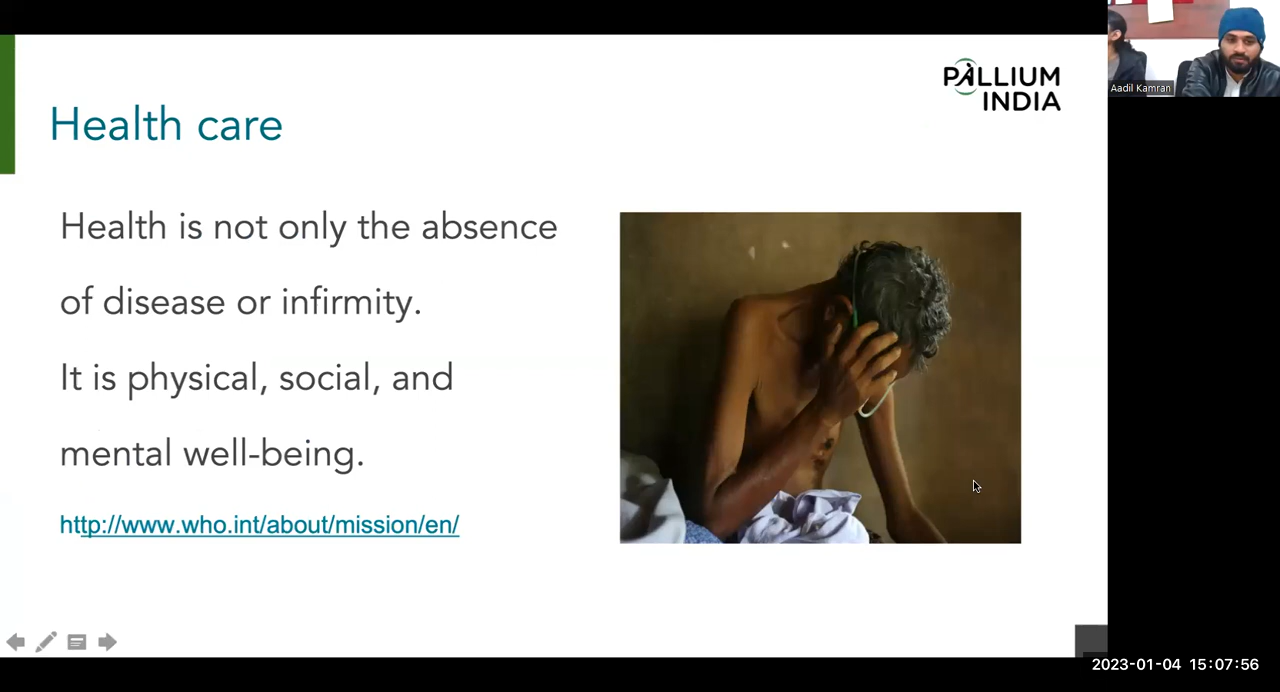 PALLIUM
INDIA
Aadil Kamran
Health care
Health is not only the absence
of disease or infirmity.
It is physical, social, and
mental well-being.
http://www.who.int/about/mission/en/
2023-01-04 15:07:56